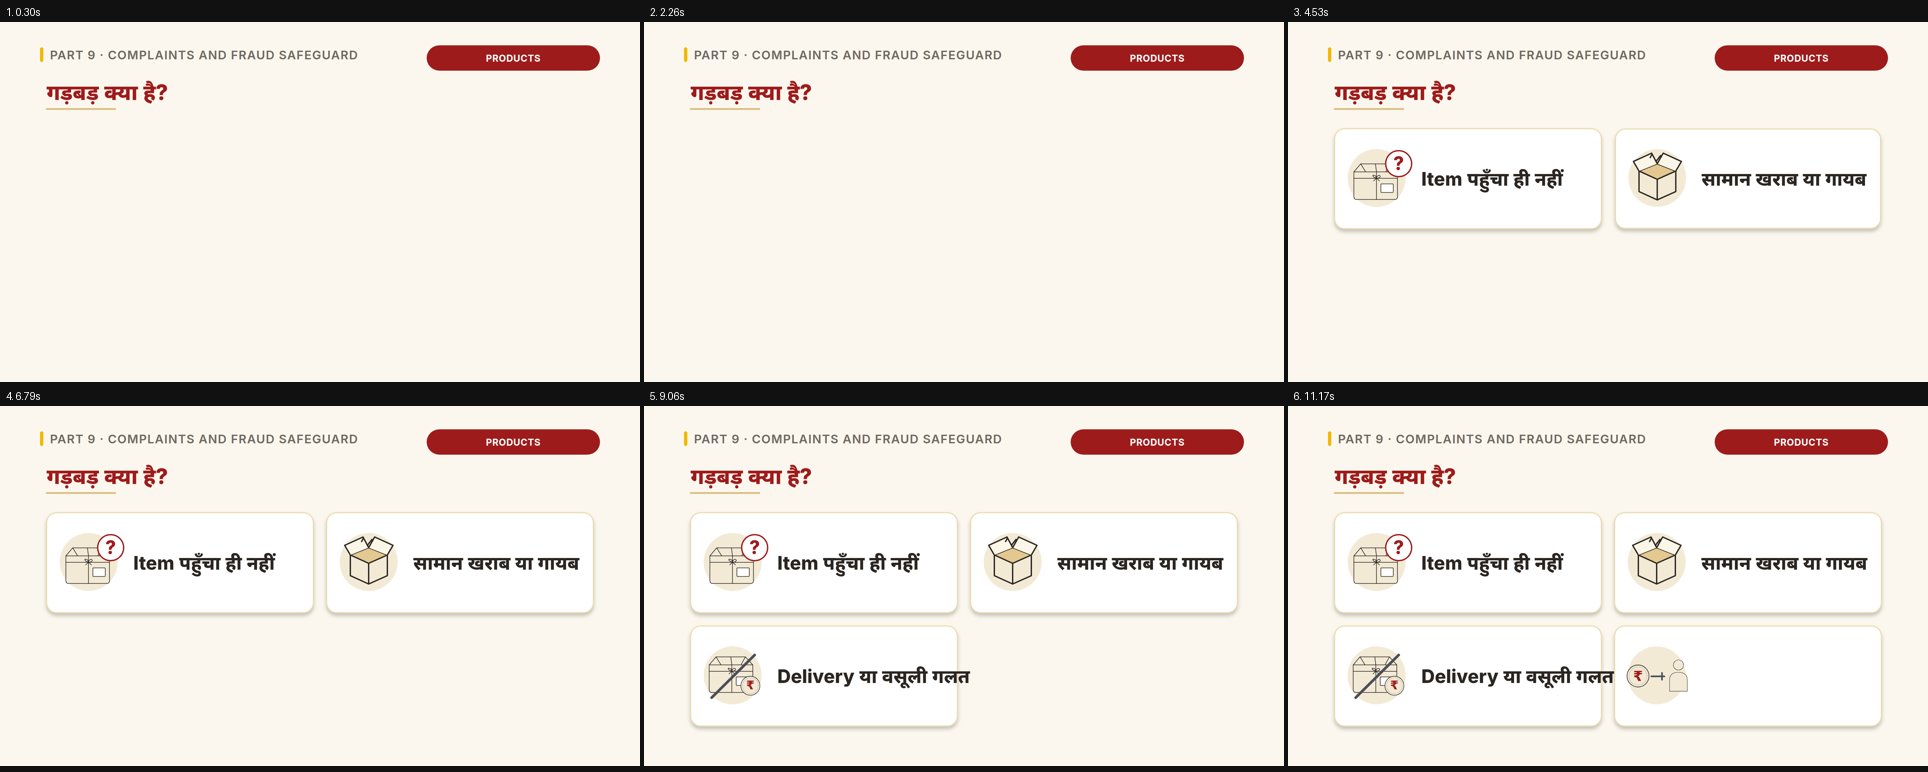 1. 0.30s
PART 9 · COMPLAINTS AND FRAUD SAFEGUARD
PRODUCTS
गड़बड़ क्या है?
2. 2.26s
PART 9 · COMPLAINTS AND FRAUD SAFEGUARD
PRODUCTS
गड़बड़ क्या है?
3. 4.53s
PART 9 · COMPLAINTS AND FRAUD SAFEGUARD
PRODUCTS
गड़बड़ क्या है?
?
Item पहुँचा ही नहीं
सामान खराब या गायब
4. 6.79s
PART 9 · COMPLAINTS AND FRAUD SAFEGUARD
PRODUCTS
गड़बड़ क्या है?
?
Item पहुँचा ही नहीं
सामान खराब या गायब
5. 9.06s
PART 9 · COMPLAINTS AND FRAUD SAFEGUARD
PRODUCTS
गड़बड़ क्या है?
?
Item पहुँचा ही नहीं
सामान खराब या गायब
₹
Delivery या वसूली गलत
6. 11.17s
PART 9 · COMPLAINTS AND FRAUD SAFEGUARD
PRODUCTS
गड़बड़ क्या है?
?
Item पहुँचा ही नहीं
सामान खराब या गायब
₹
Delivery या वसूली गलत
₹